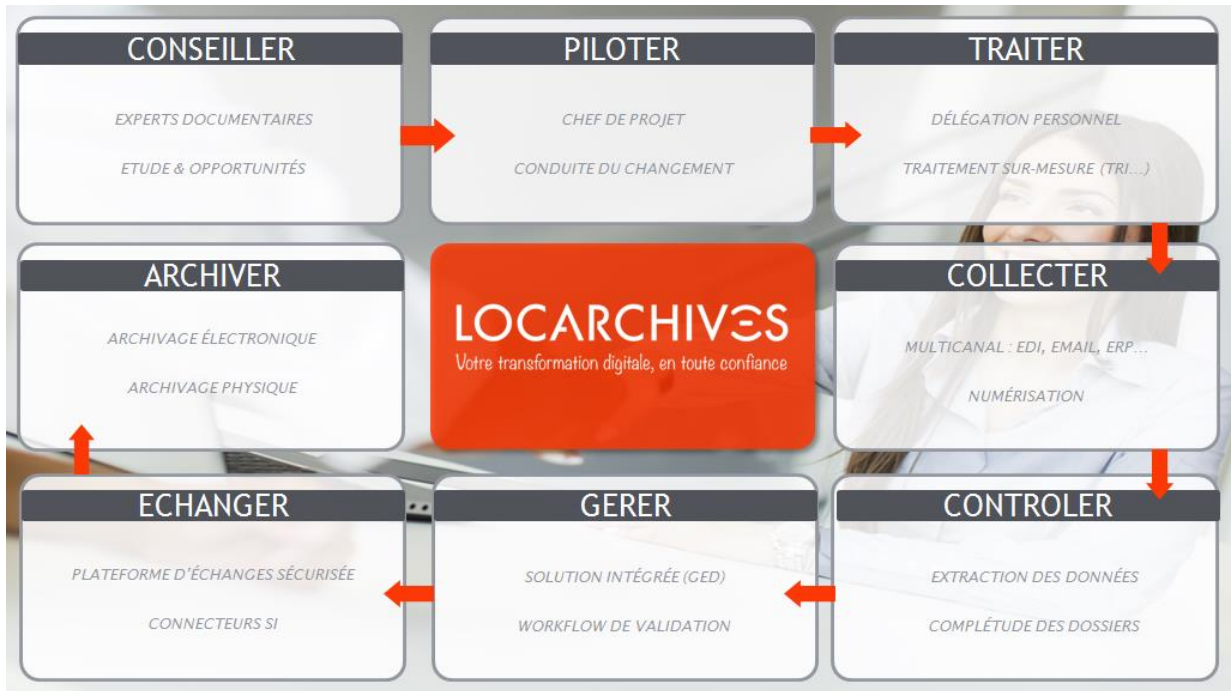 CONSEILLER
EXPERTS DOCUMENTAIRES
ETUDE & OPPORTUNITÉS
PILOTER
CHEF DE PROJET
CONDUITE DU CHANGEMENT
TRAITER
DÉLÉGATION PERSONNEL
TRAITEMENT SUR-MESURE (TRI...)
ARCHIVER
ARCHIVAGE ÉLECTRONIQUE
ARCHIVAGE PHYSIQUE
LOCARCHIVES
Votre transformation digitale, en toute confiance
COLLECTER
MULTICANAL : EDI, EMAIL, ERP...
NUMÉRISATION
ECHANGER
PLATEFORME D'ÉCHANGES SÉCURISÉE
CONNECTEURS SI
GERER
SOLUTION INTÉGRÉE (GED)
WORKFLOW DE VALIDATION
CONTROLER
EXTRACTION DES DONNÉES
COMPLÉTUDE DES DOSSIERS